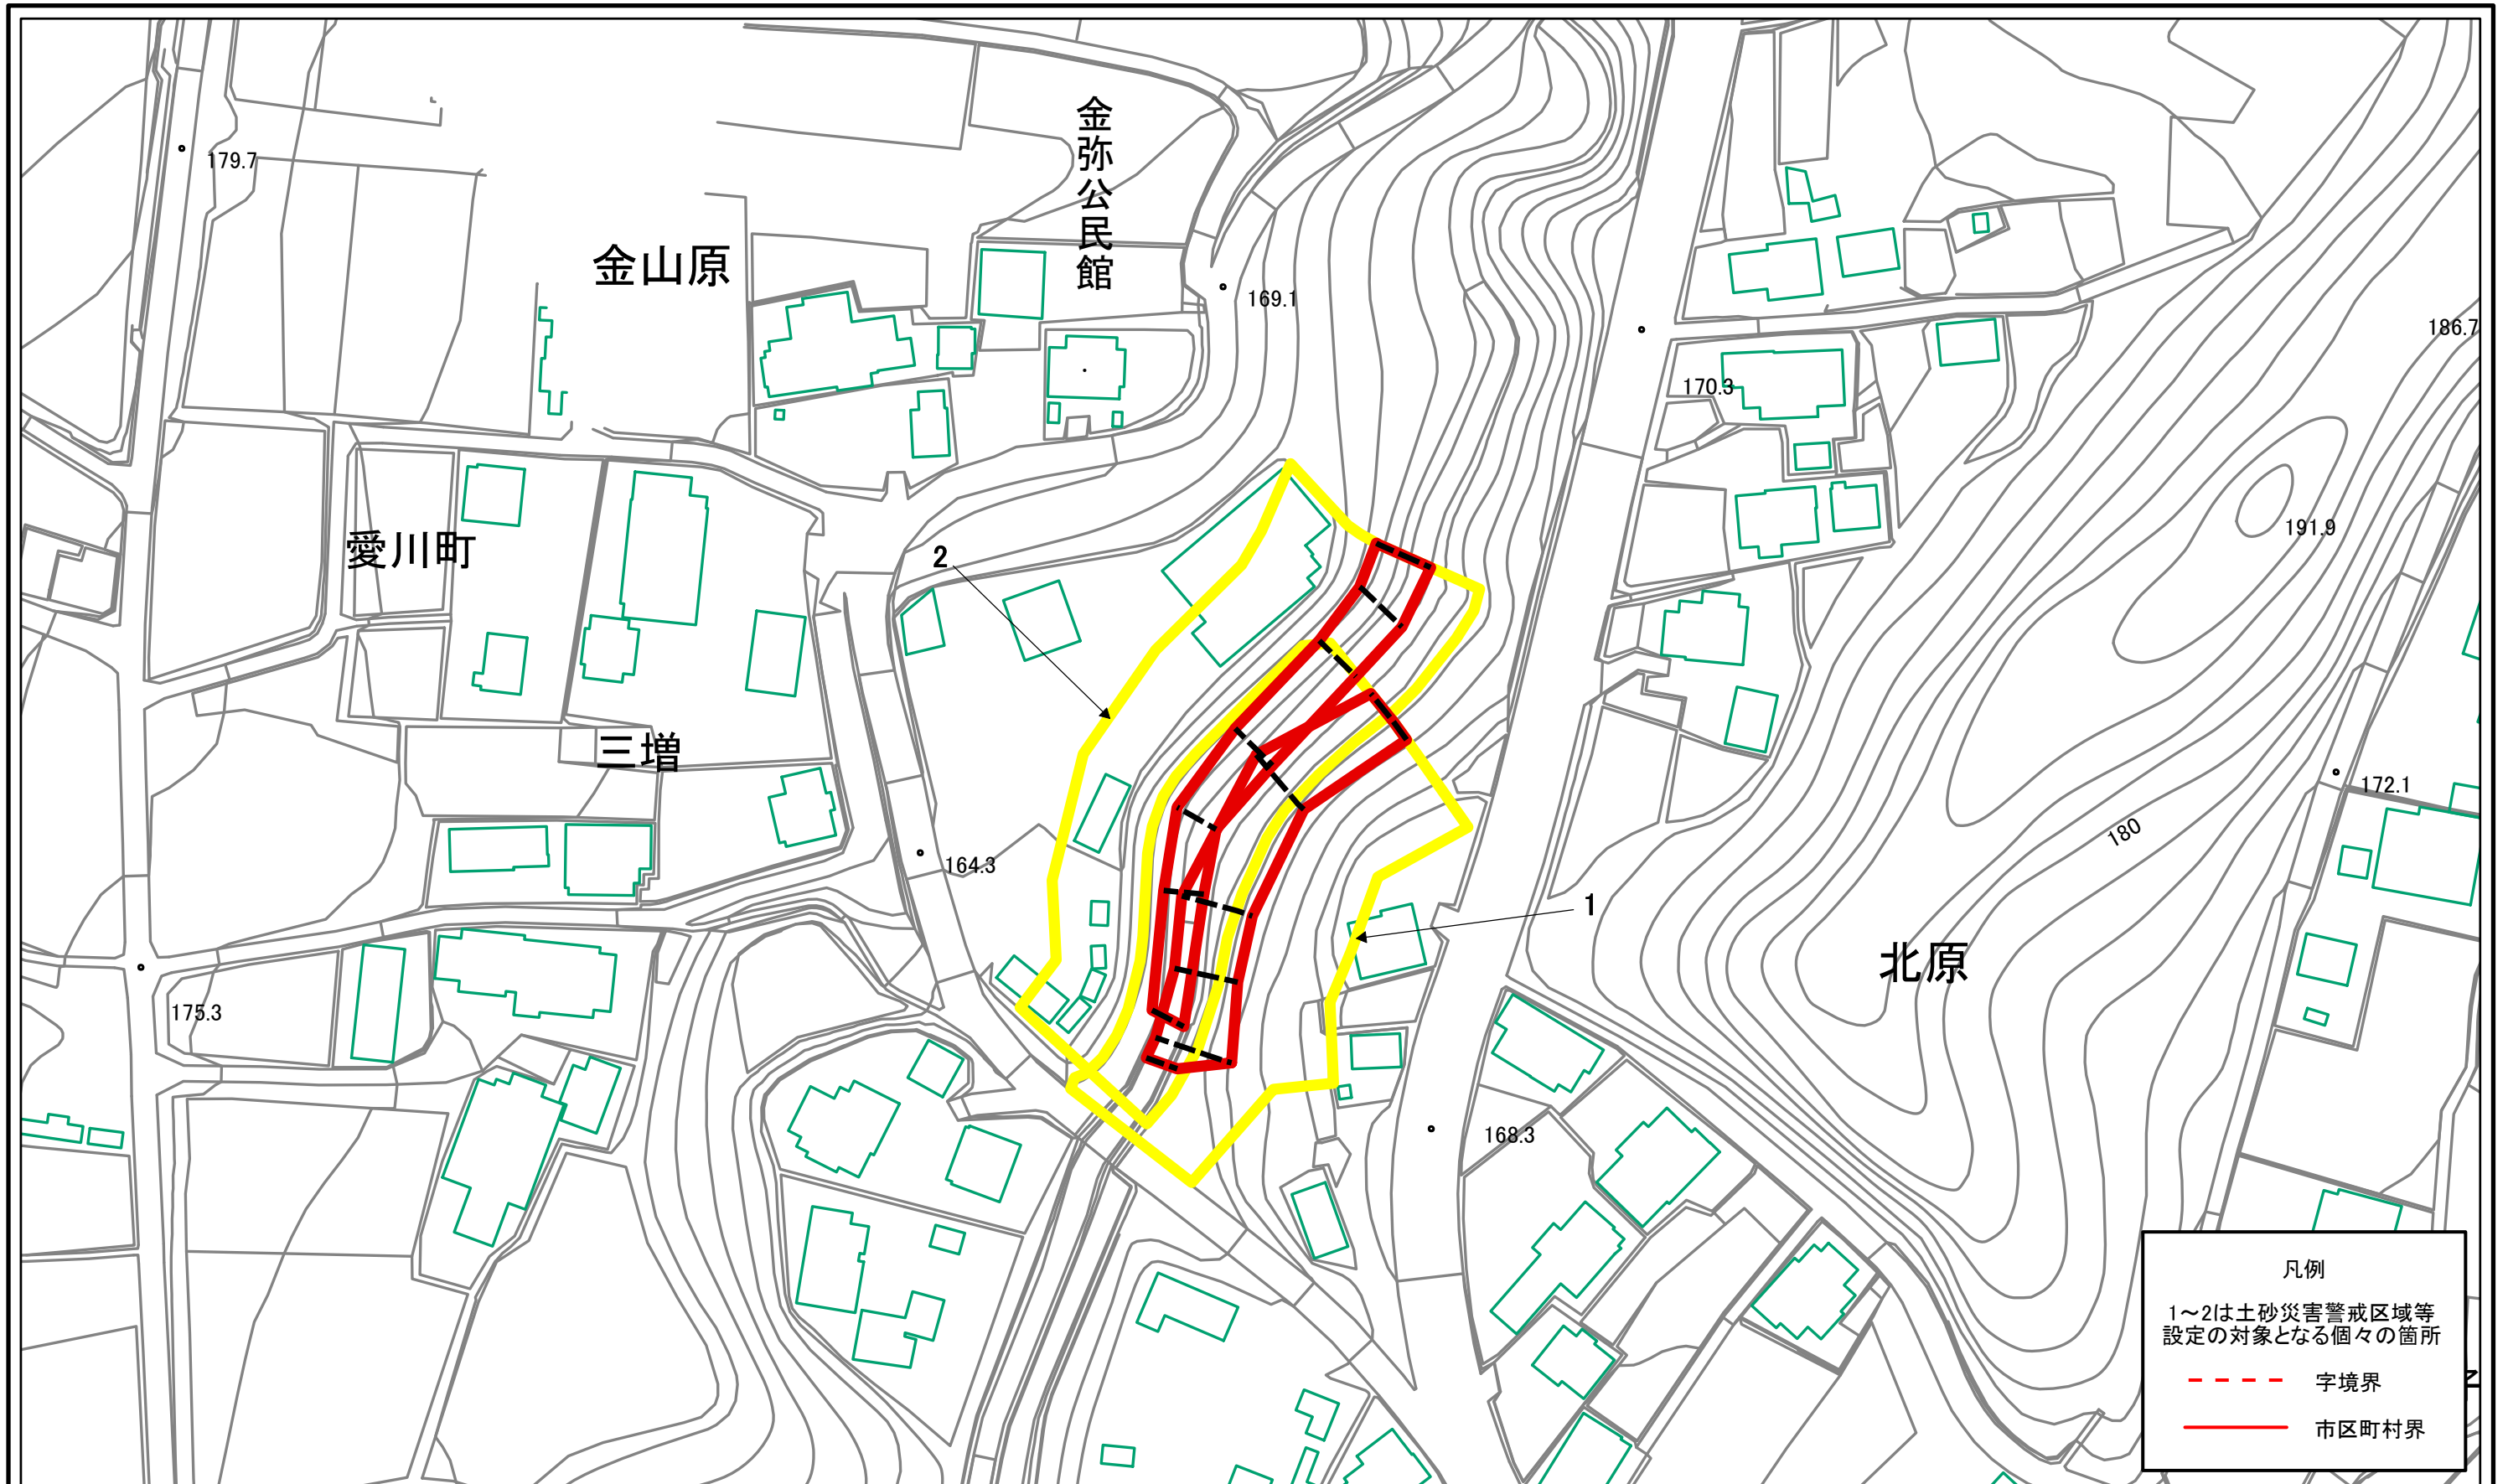 金弥公民館
179.7
金山原
169.1
186.7
170.3
191.9
愛川町
2
三増
172.1
180
164.3
1
北原
175.3
168.3
凡例
1～2は土砂災害警戒区域等
設定の対象となる個々の箇所
字境界
市区町村界